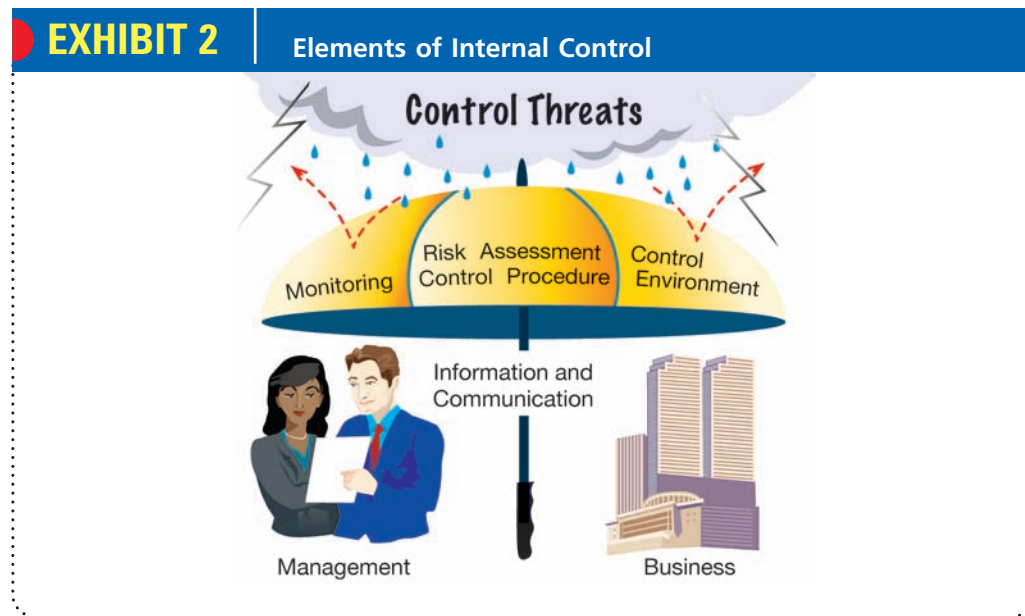 EXHIBIT 2
Elements of Internal Control
Control Threats
Monitoring
Risk Assessment
Control Procedure
Control
Environment
Information and
Communication
Management
Business